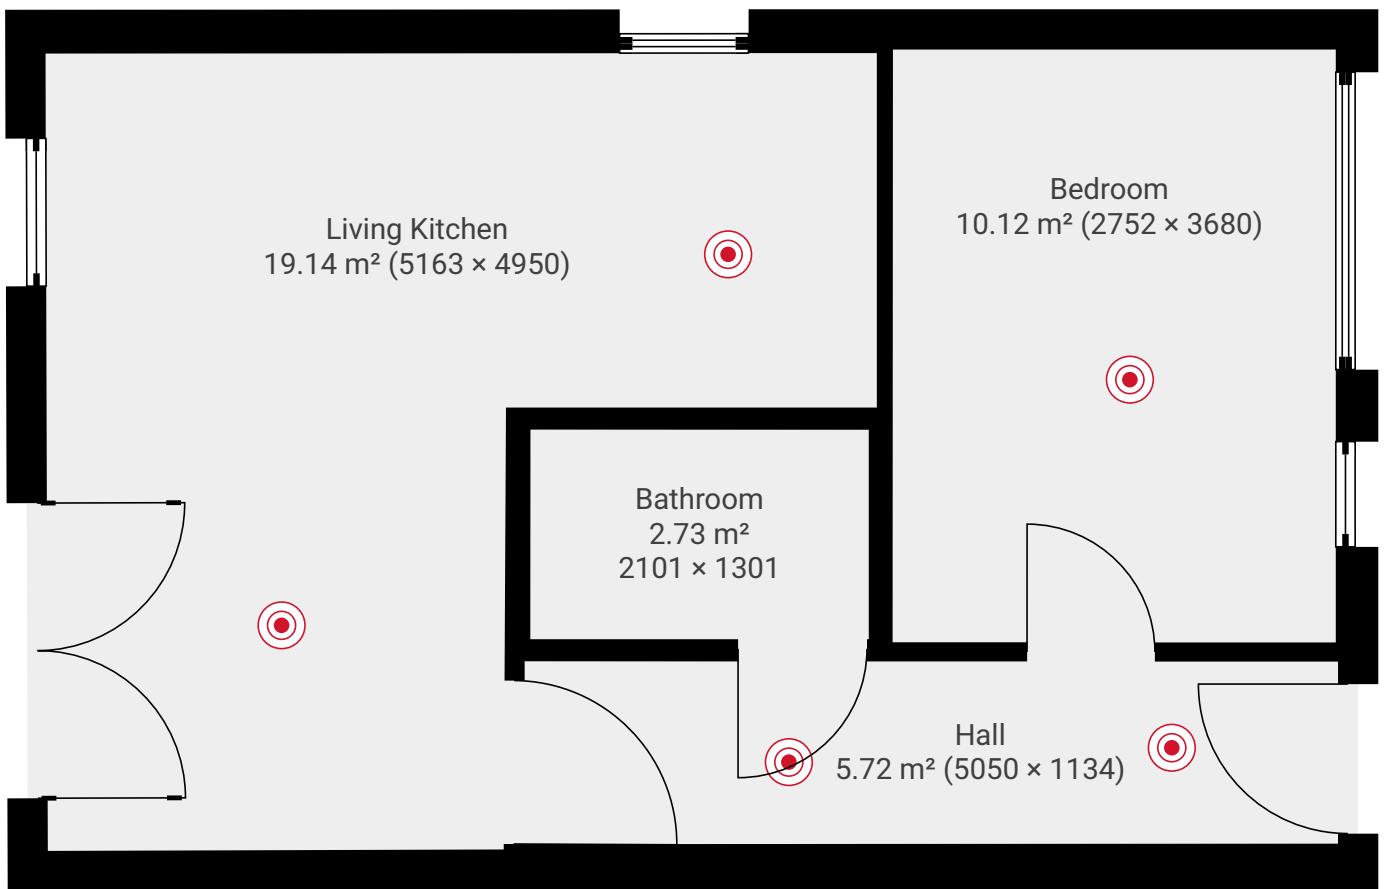 Living Kitchen
19.14 m² (5163 × 4950)
Bedroom
10.12 m² (2752 × 3680)
Bathroom
2.73 m²
2101 × 1301
Hall
5.72 m² (5050 × 1134)